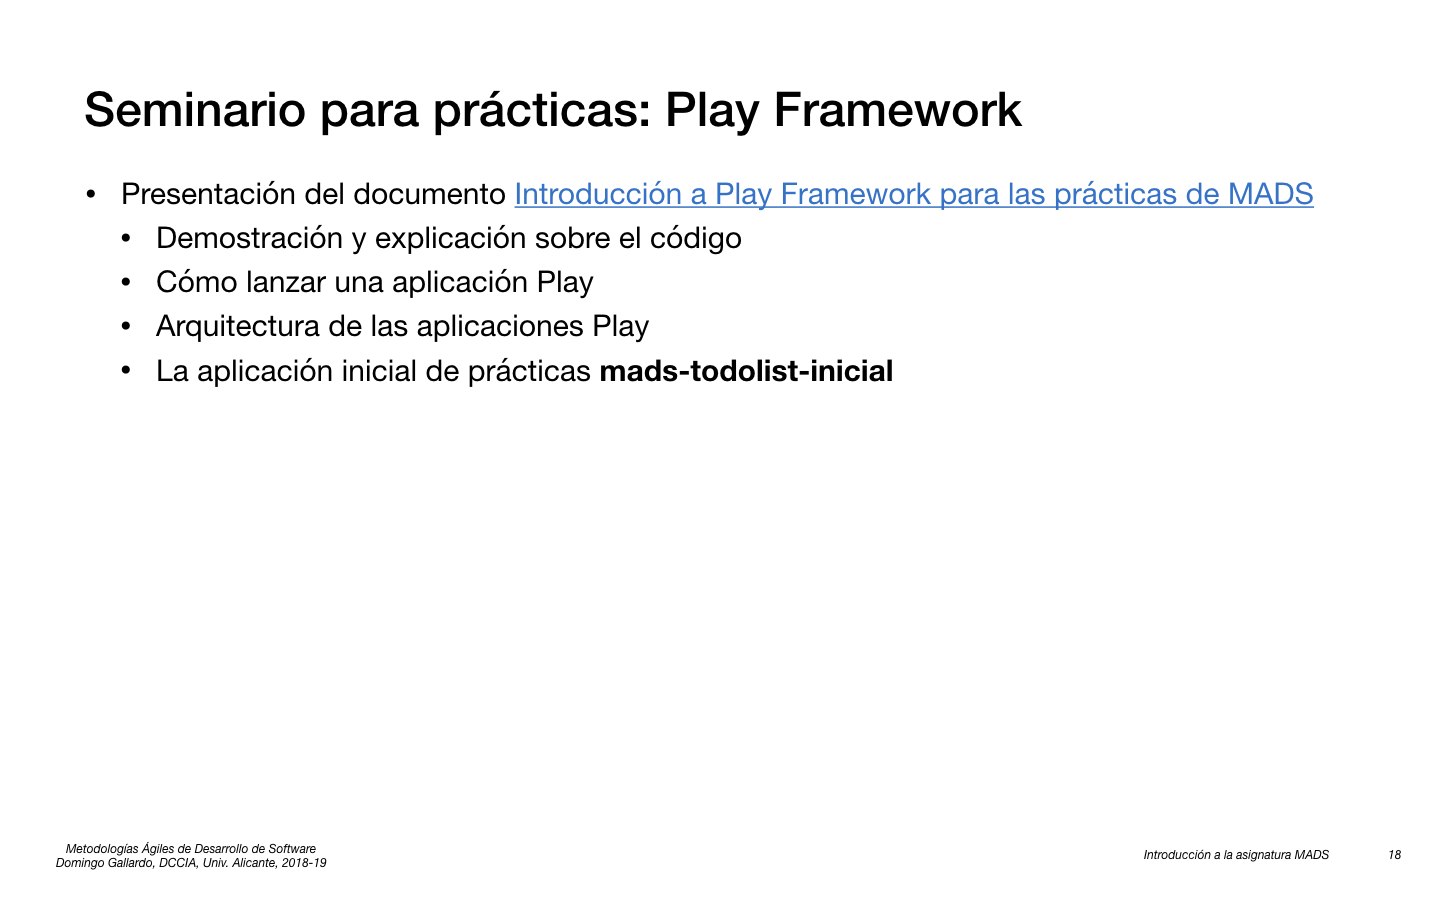 Seminario para prácticas: Play Framework
• Presentación del documento Introducción a Play Framework para las prácticas de MADS
• Demostración y explicación sobre el código
• Cómo lanzar una aplicación Play
• Arquitectura de las aplicaciones Play
• La aplicación inicial de prácticas mads-todolist-inicial
Metodologías Ágiles de Desarrollo de Software
Domingo Gallardo, DCCIA, Univ. Alicante, 2018-19
Introducción a la asignatura MADS
18